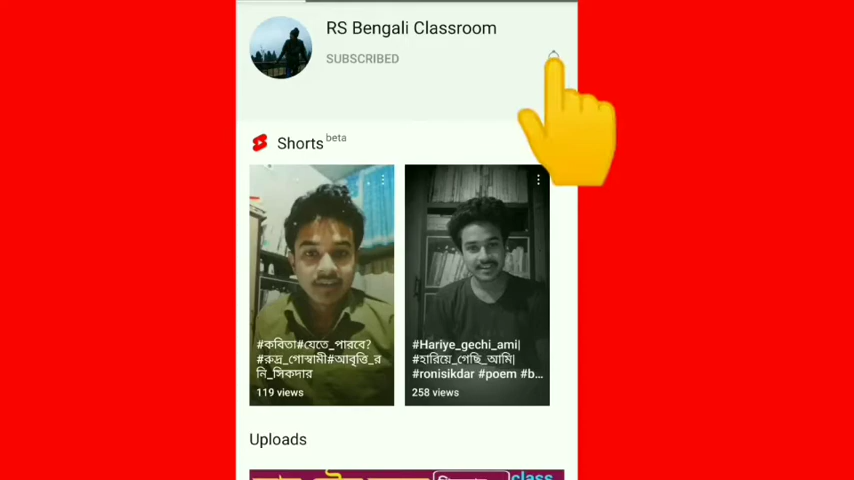 RS Bengali Classroom
SUBSCRIBED
Shorts beta
#কবিতা#যেতে_পারবে?
#রুদ্র_গোস্বামী#আবৃত্তি_র
নি_সিকদার
119 views
#Hariye_gechi_ami|
#হারিয়ে_গেছি_আমি|
#ronisikdar #poem #b...
258 views
Uploads
class